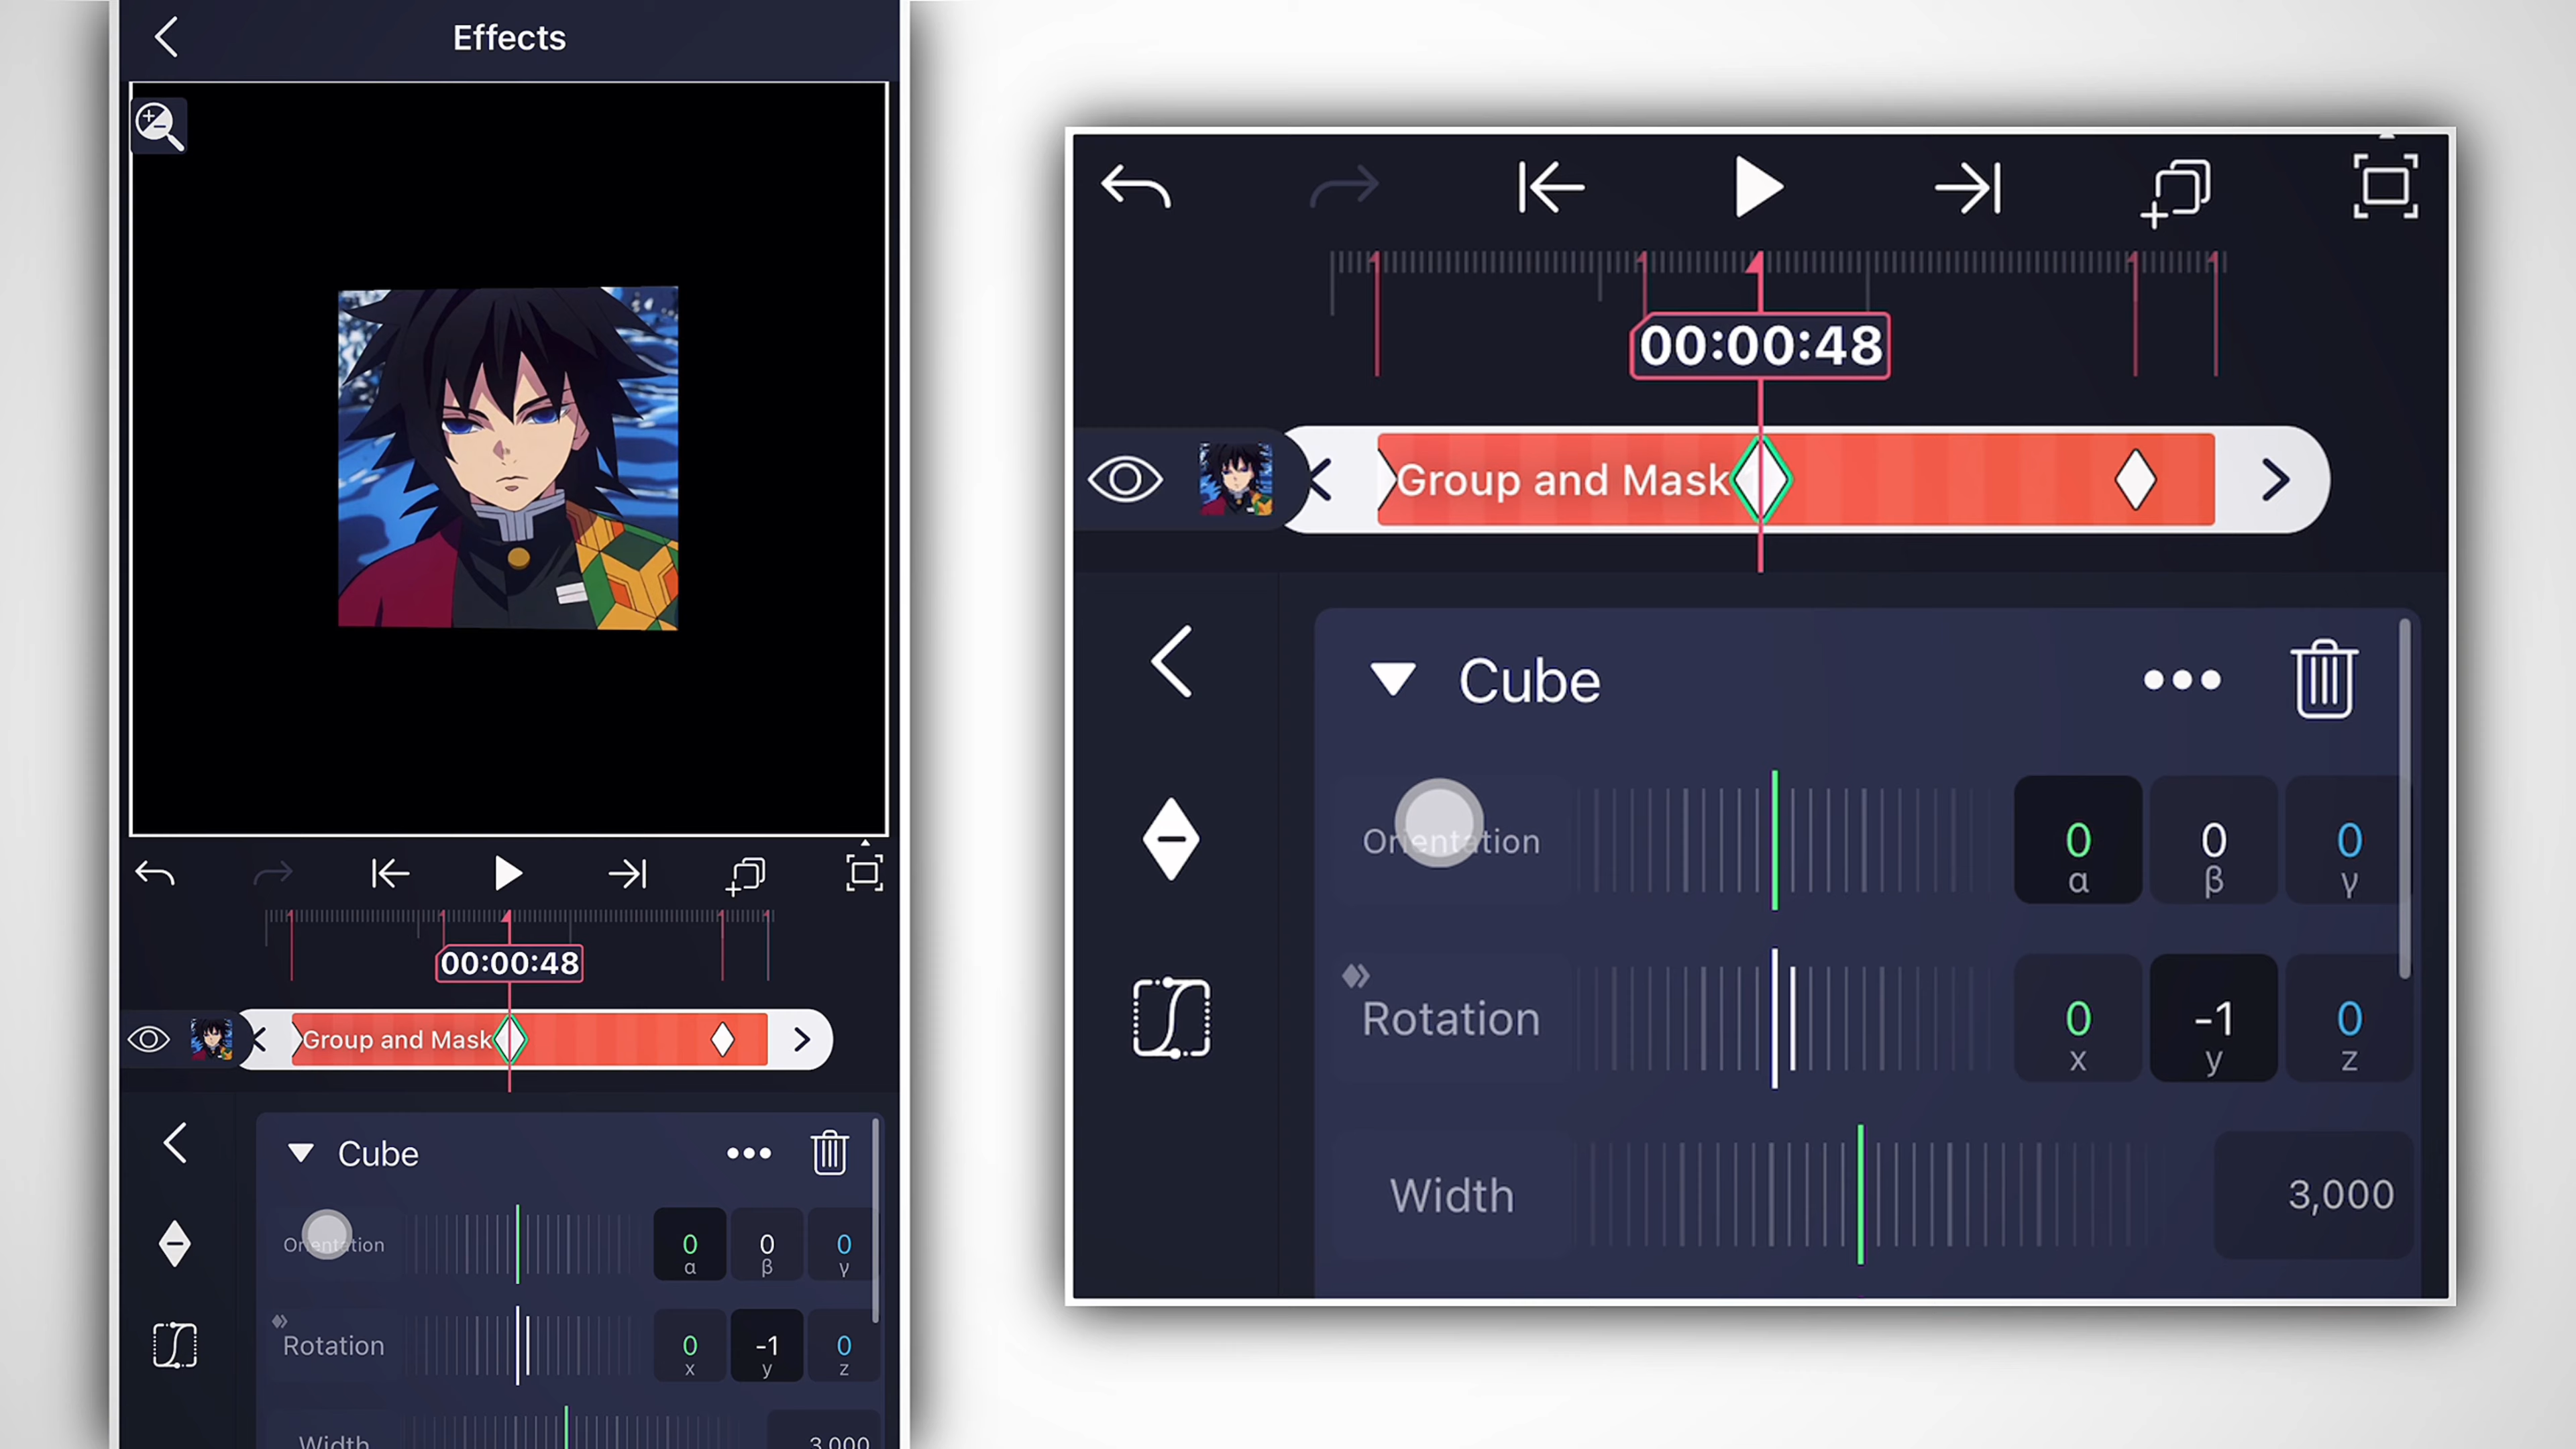 Effects
00:00:48
Group and Mask
Cube
Orientation
0 0 0
α β γ
Rotation
0 -1 0
x y z
Width
3,000
00:00:48
Group and Mask
Cube
Orientation
0 0 0
α β γ
Rotation
0 -1 0
x y z
Width
3,000